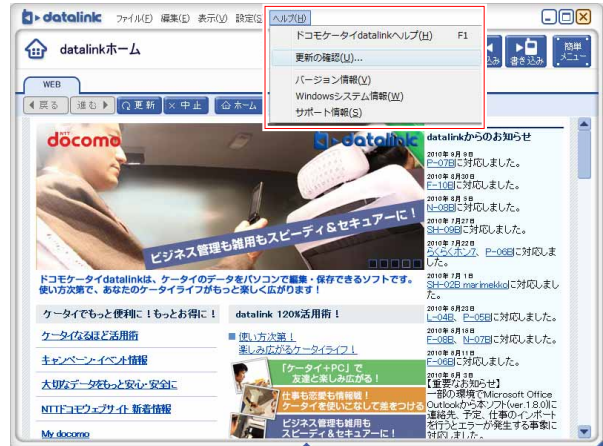 datalink ファイル(F) 編集(E) 表示(V) 設定(S ヘルプ(H)
ドコモケータイdatalinkヘルプ(H) F1
更新の確認(U)...
バージョン情報(V)
Windowsシステム情報(W)
サポート情報(S)
datalinkホーム
込み 書き込み 簡単
メニュー
WEB
戻る 進む 更新 × 中止 ホーム
NTT
docomo
datalink
ビジネス管理も雑用もスピーディ&セキュアーに!
ドコモケータイdatalinkは、ケータイのデータをパソコンで編集・保存できるソフトです。
使い方次第で、あなたのケータイライフがもっと楽しく広がります!
ケータイでもっと便利に!もっとお得に!
ケータイなるほど活用術
キャンペーン・イベント情報
大切なデータをもっと安心・安全に
NTTドコモウェブサイト 新着情報
My docomo
datalink 120%活用術!
使い方次第!
楽しみ広がるケータイライフ!
「ケータイ+PC」で
友達と楽しみ広がる!
仕事も恋愛も情報戦!
ケータイを使いこなして差をつける
ビジネス管理も雑用も
スピーディ&セキュアーに!
datalinkからのお知らせ
2010年 9月 9日
P-07Bに対応しました。
2010年 8月30日
F-10Bに対応しました。
2010年 8月 5日
N-08Bに対応しました。
2010年 7月27日
SH-09Bに対応しました。
2010年 7月22日
らくらくホン7、P-06Bに対応しま
した。
2010年 7月 1日
SH-02B marimekkoに対応しまし
た。
2010年 6月23日
L-04B、P-05Bに対応しました。
2010年 6月16日
F-08B、N-07Bに対応しました。
2010年 6月11日
F-06Bに対応しました。
2010年 6月 3日
【重要なお知らせ】
一部の環境でMicrosoft Office
Outlookから本ソフト(ver.1.8.0)に
連絡先、予定、仕事のインポート
を行うとエラーが発生する事象に
対応しました。